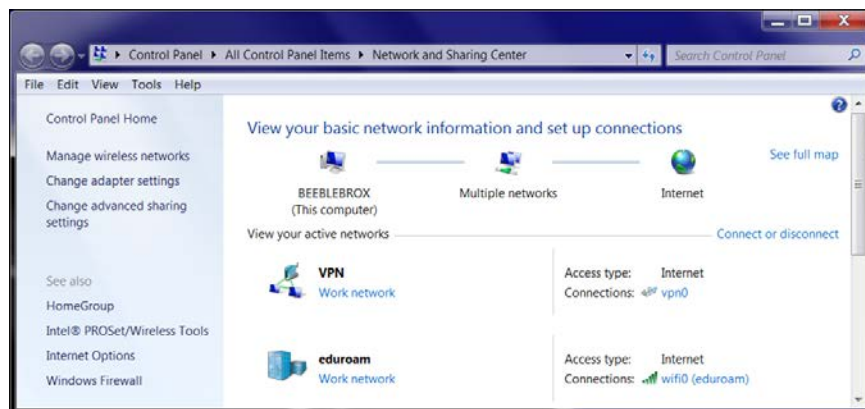 Control Panel ▸ All Control Panel Items ▸ Network and Sharing Center
Search Control Panel
File Edit View Tools Help
Control Panel Home
Manage wireless networks
Change adapter settings
Change advanced sharing
settings
See also
HomeGroup
Intel® PROSet/Wireless Tools
Internet Options
Windows Firewall
View your basic network information and set up connections
See full map
BEEBLEBROX
(This computer)
Multiple networks
Internet
View your active networks
Connect or disconnect
VPN
Work network
Access type: Internet
Connections: vpn0
eduroam
Work network
Access type: Internet
Connections: wifi0 (eduroam)